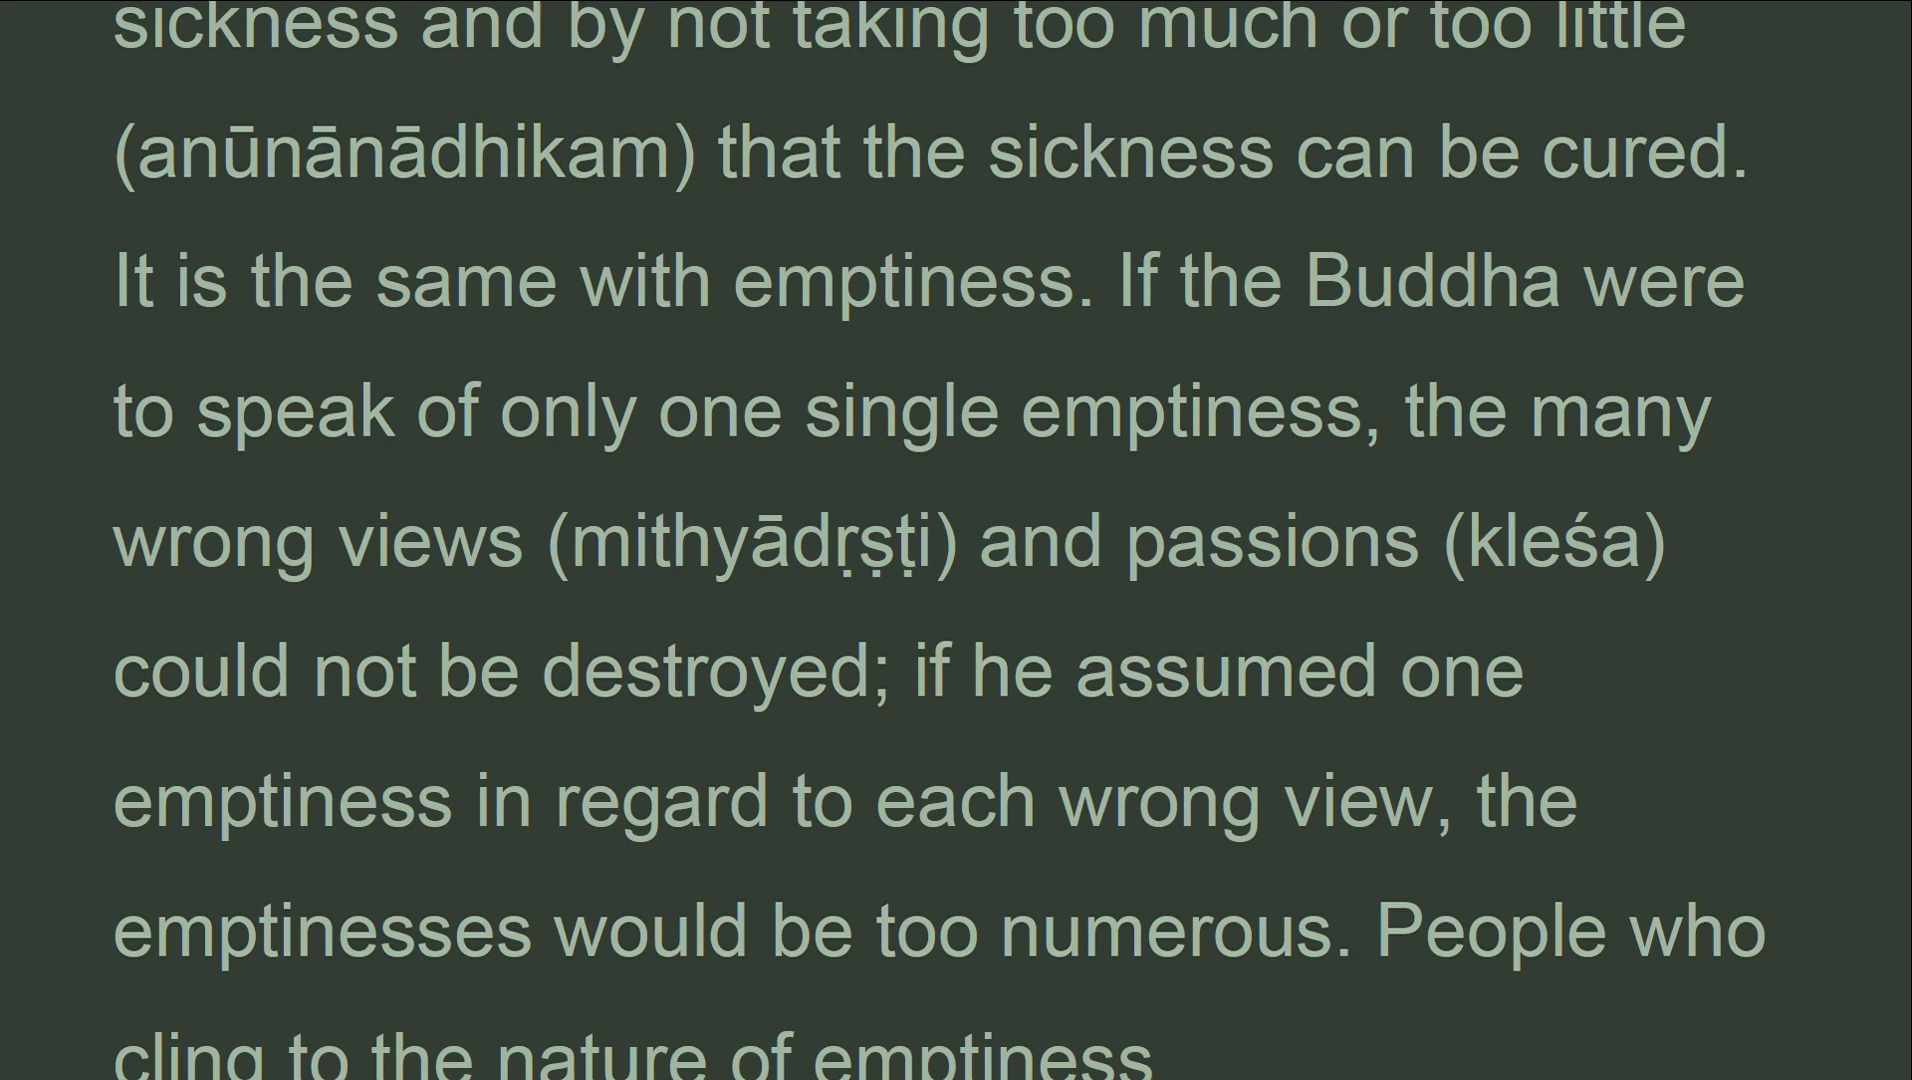 sickness and by not taking too much or too little
(anūnānādhikam) that the sickness can be cured.
It is the same with emptiness. If the Buddha were
to speak of only one single emptiness, the many
wrong views (mithyādṛṣṭi) and passions (kleśa)
could not be destroyed; if he assumed one
emptiness in regard to each wrong view, the
emptinesses would be too numerous. People who
cling to the nature of emptiness